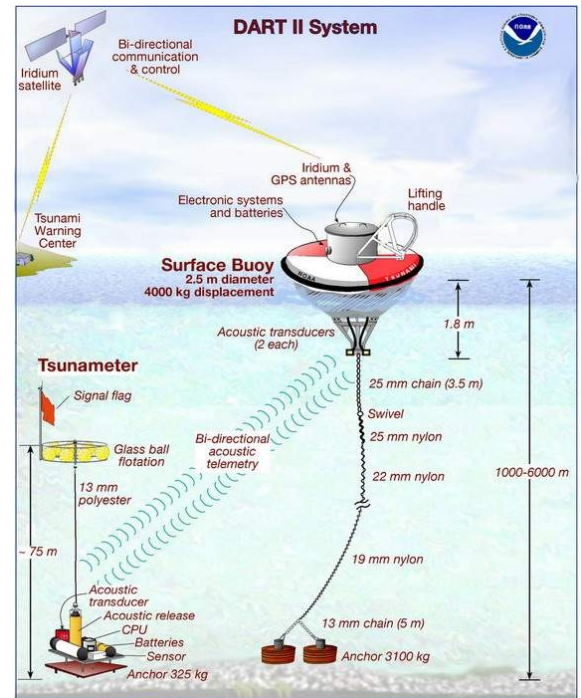 DART II System
NOAA
Bi-directional
communication
& control
Iridium
satellite
Iridium &
GPS antennas
Lifting
handle
Electronic systems
and batteries
Tsunami
Warning
Center
Surface Buoy
2.5 m diameter
4000 kg displacement
NOAA
TSUNAMI
Acoustic transducers
(2 each)
1.8 m
Tsunameter
Signal flag
25 mm chain (3.5 m)
Swivel
25 mm nylon
Glass ball
flotation
Bi-directional
acoustic
telemetry
22 mm nylon
1000-6000 m
13 mm
polyester
~ 75 m
19 mm nylon
Acoustic
transducer
Acoustic release
CPU
Batteries
Sensor
Anchor 325 kg
13 mm chain (5 m)
Anchor 3100 kg